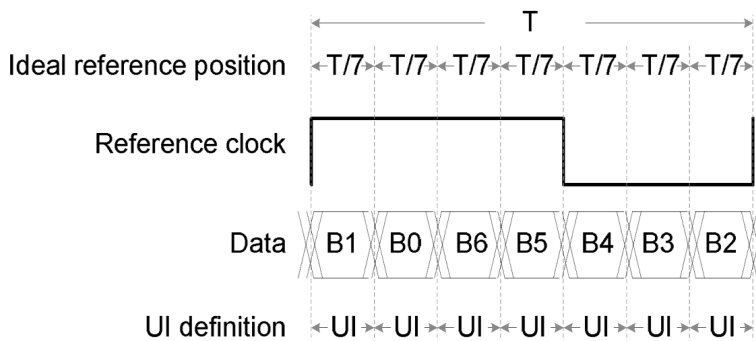 T
Ideal reference position T/7 T/7 T/7 T/7 T/7 T/7 T/7
Reference clock
Data B1 B0 B6 B5 B4 B3 B2
UI definition UI UI UI UI UI UI UI